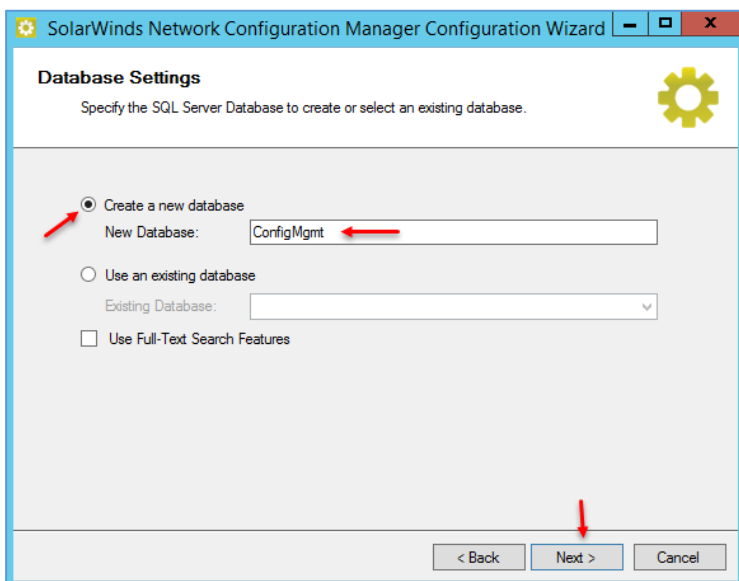 SolarWinds Network Configuration Manager Configuration Wizard
Database Settings
Specify the SQL Server Database to create or select an existing database.
Create a new database
New Database: ConfigMgmt
Use an existing database
Existing Database:
Use Full-Text Search Features
< Back Next > Cancel